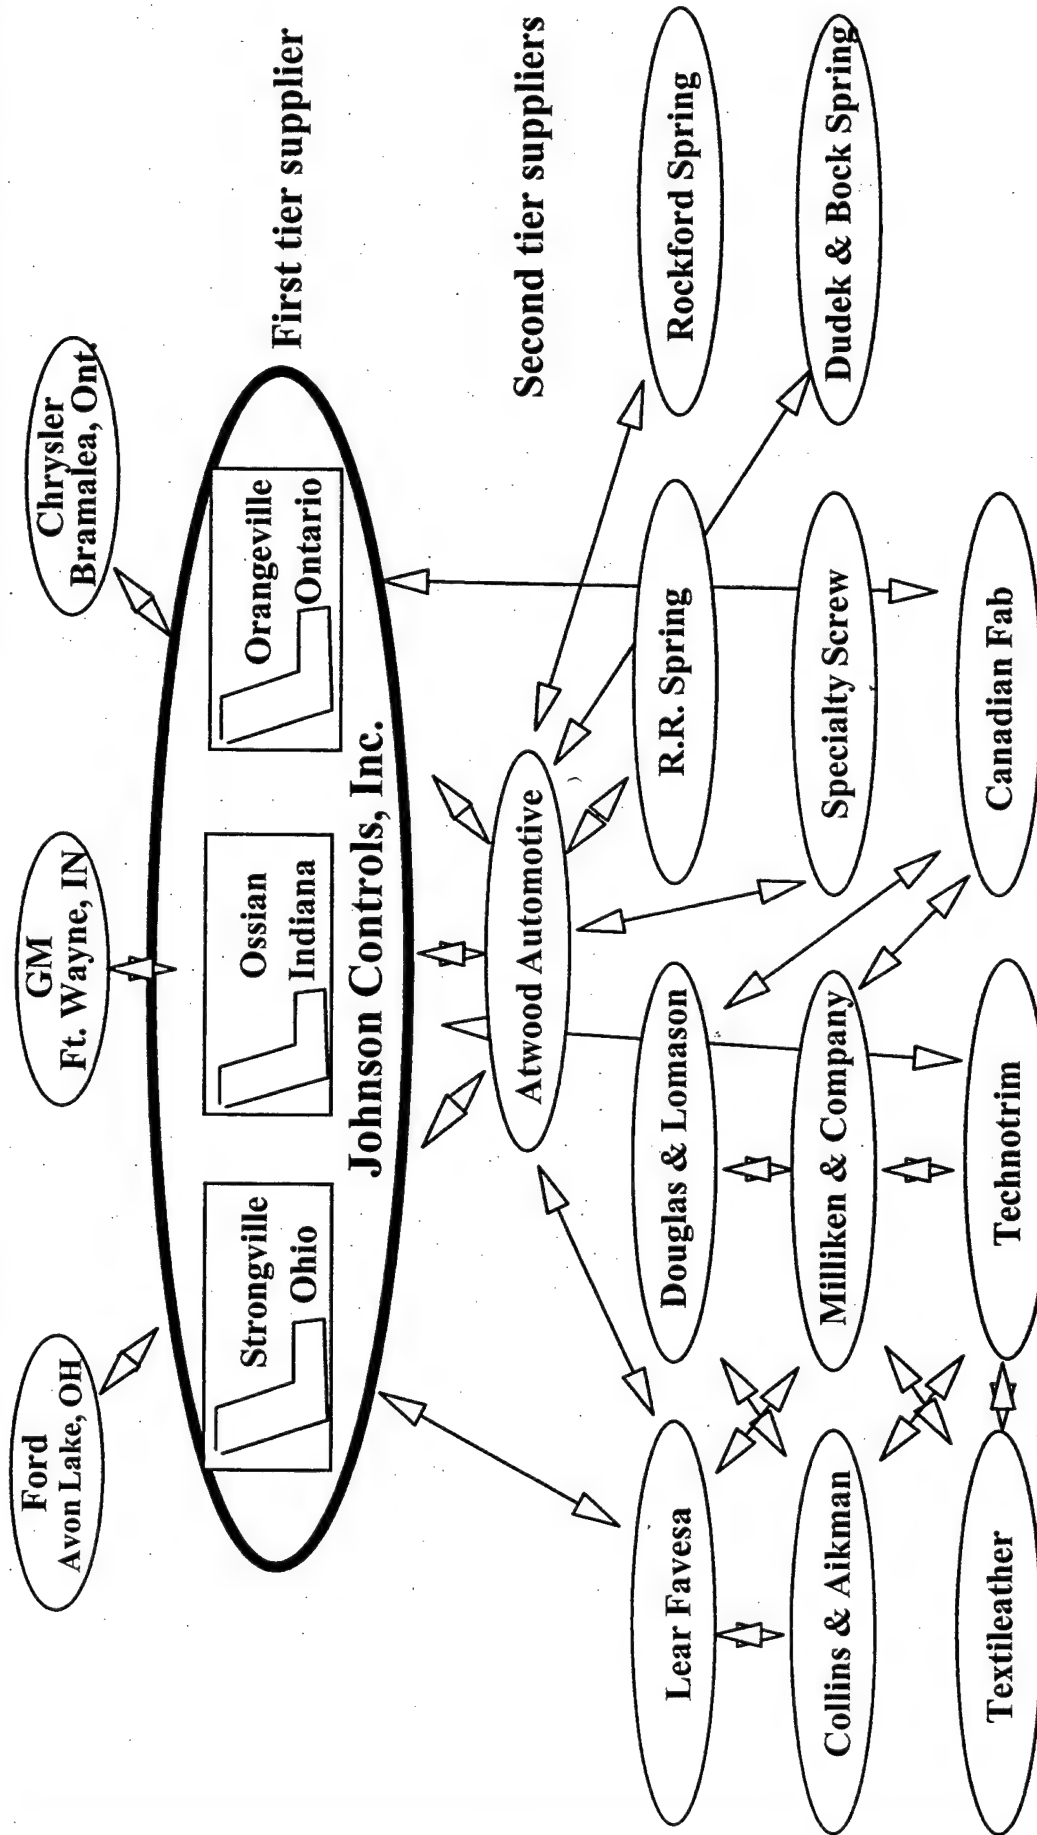 Ford
Avon Lake, OH
GM
Ft. Wayne, IN
Chrysler
Bramalea, Ont.
Strongville
Ohio
Ossian
Indiana
Orangeville
Ontario
Johnson Controls, Inc.
First tier supplier
Atwood Automotive
Second tier suppliers
Lear Favesa
Douglas & Lomason
R.R. Spring
Rockford Spring
Collins & Aikman
Milliken & Company
Specialty Screw
Dudek & Bock Spring
Textileather
Technotrim
Canadian Fab